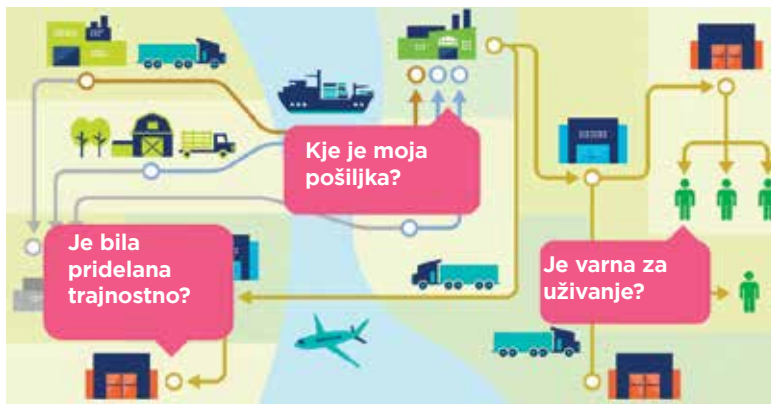 Kje je moja
pošiljka?
Je bila
pridelana
trajnostno?
Je varna za
uživanje?